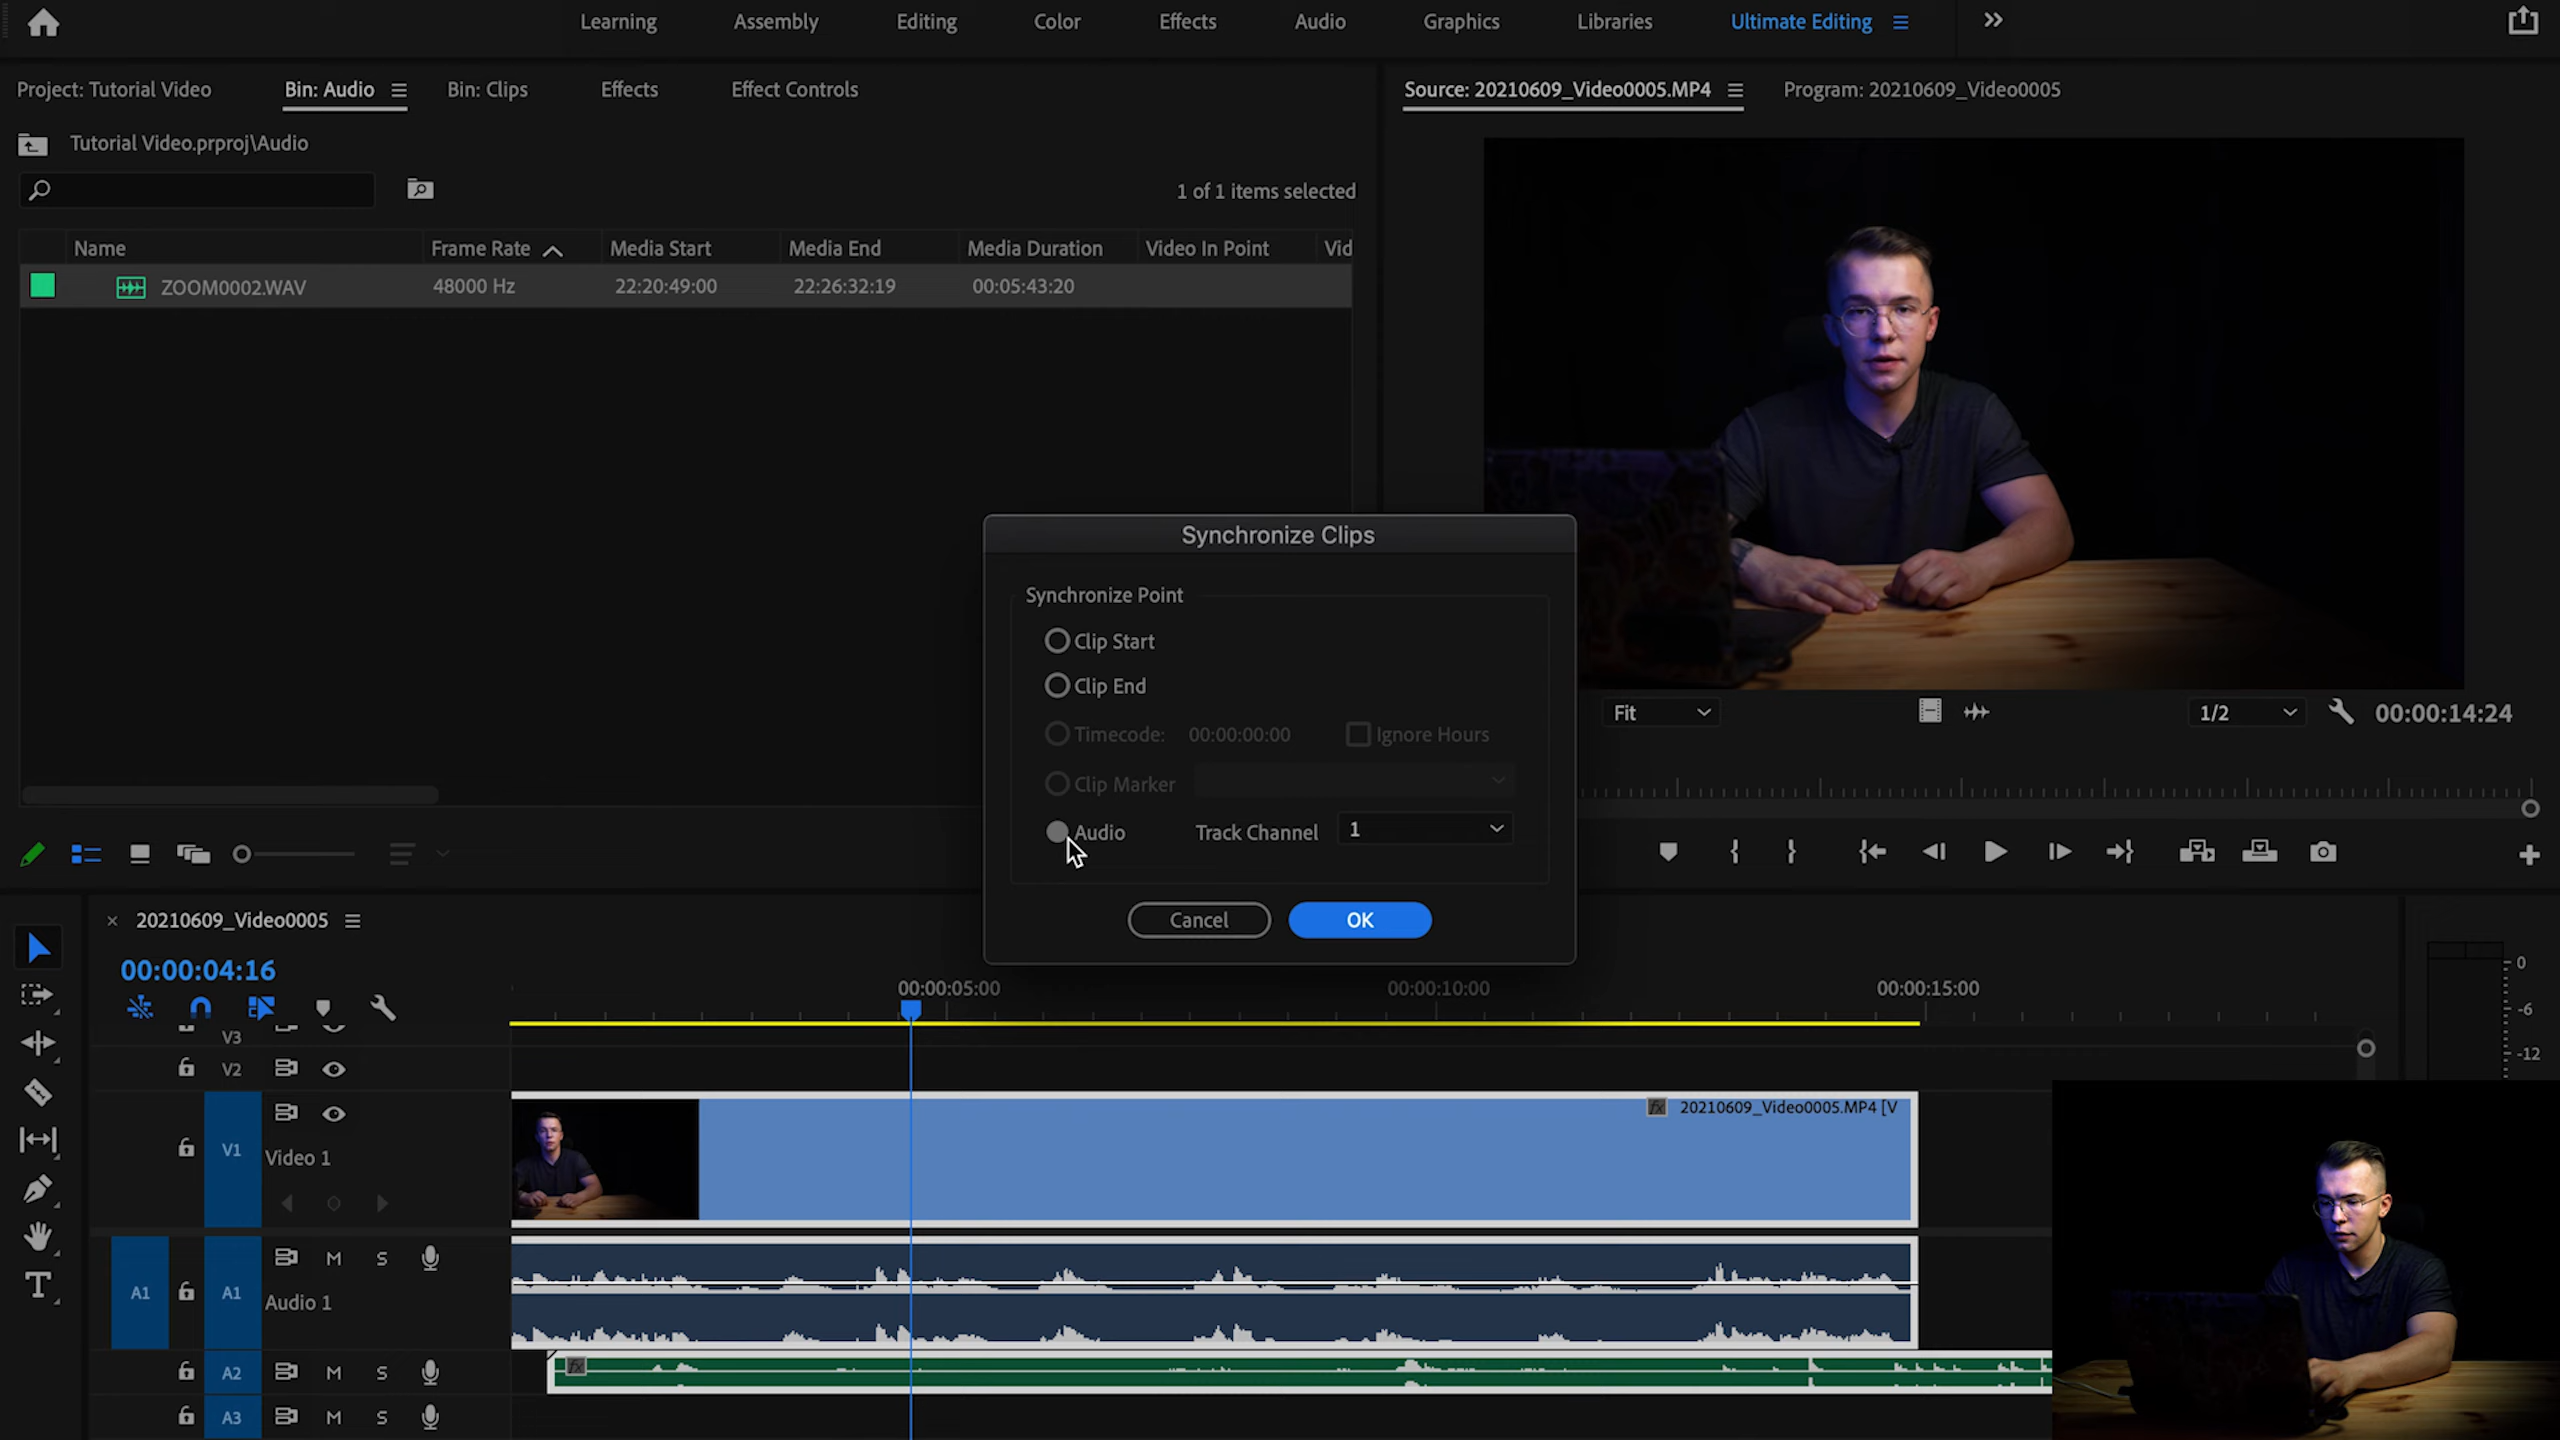 Learning Assembly Editing Color Effects Audio Graphics Libraries Ultimate Editing
Project: Tutorial Video Bin: Audio Bin: Clips Effects Effect Controls
Source: 20210609_Video0005.MP4 Program: 20210609_Video0005
Tutorial Video.prproj\Audio
1 of 1 items selected
Name Frame Rate Media Start Media End Media Duration Video In Point Vid
ZOOM0002.WAV 48000 Hz 22:20:49:00 22:26:32:19 00:05:43:20
Synchronize Clips
Synchronize Point
Clip Start
Clip End
Timecode: 00:00:00:00 Ignore Hours
Clip Marker
Audio Track Channel 1
Cancel OK
Fit 1/2 00:00:14:24
20210609_Video0005
00:00:04:16
00:00:05:00 00:00:10:00 00:00:15:00
V3
V2
V1 Video 1
fx 20210609_Video0005.MP4 [V
A1 A1 M S
Audio 1
A2 M S
fx
A3 M S
0
-6
-12